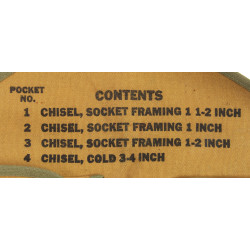 POCKET
NO. CONTENTS
1 CHISEL, SOCKET FRAMING 1 1-2 INCH
2 CHISEL, SOCKET FRAMING 1 INCH
3 CHISEL, SOCKET FRAMING 1-2 INCH
4 CHISEL, COLD 3-4 INCH